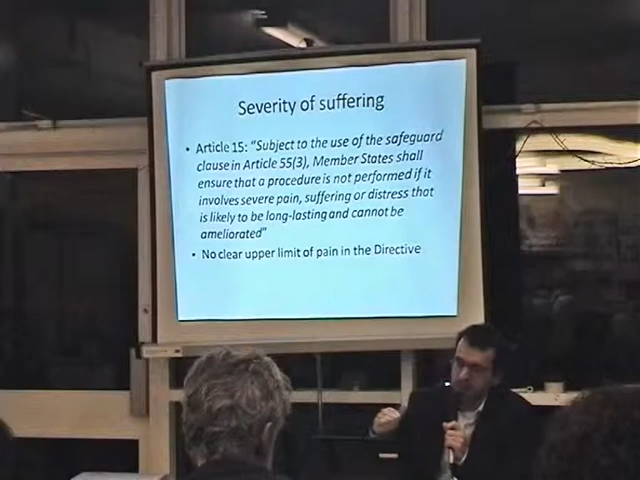 Severity of suffering
• Article 15: "Subject to the use of the safeguard
clause in Article 55(3), Member States shall
ensure that a procedure is not performed if it
involves severe pain, suffering or distress that
is likely to be long-lasting and cannot be
ameliorated"
• No clear upper limit of pain in the Directive